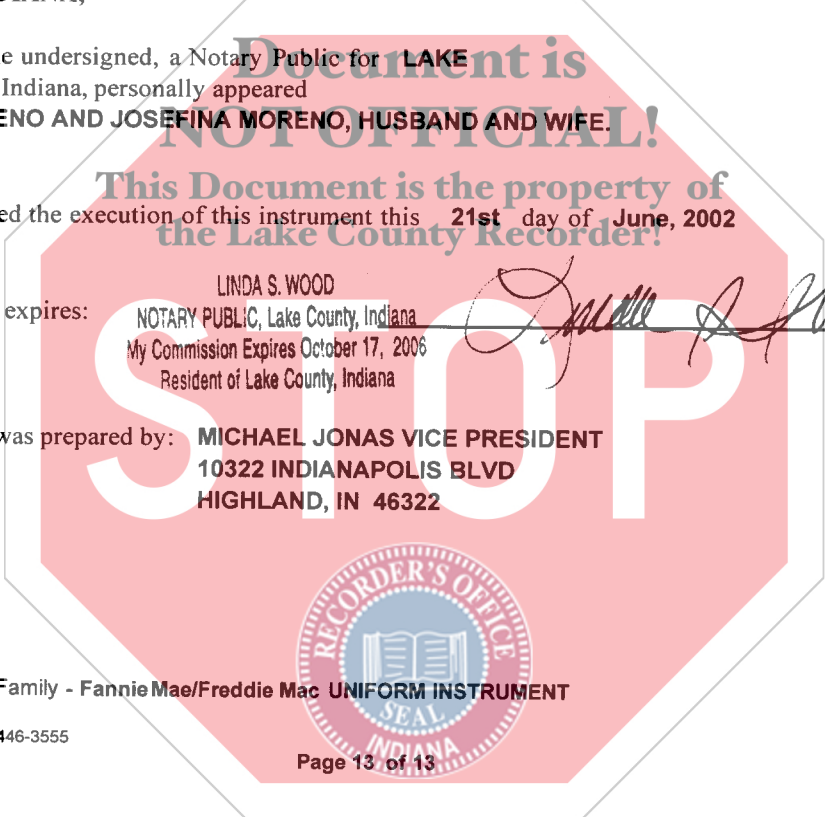 e undersigned, a Notary Public for LAKE
Document is
Indiana, personally appeared
ENO AND JOSEFINA MORENO, HUSBAND AND WIFE.
NOT OFFICIAL!
This Document is the property of
ed the execution of this instrument this 21st day of June, 2002
the Lake County Recorder!
LINDA S. WOOD
expires: NOTARY PUBLIC, Lake County, Indiana
My Commission Expires October 17, 2006
Resident of Lake County, Indiana
STOP
was prepared by: MICHAEL JONAS VICE PRESIDENT
10322 INDIANAPOLIS BLVD
HIGHLAND, IN 46322
RECORDER'S OFFICE
SEAL
INDIANA
Family - Fannie Mae/Freddie Mac UNIFORM INSTRUMENT
446-3555
Page 13 of 13